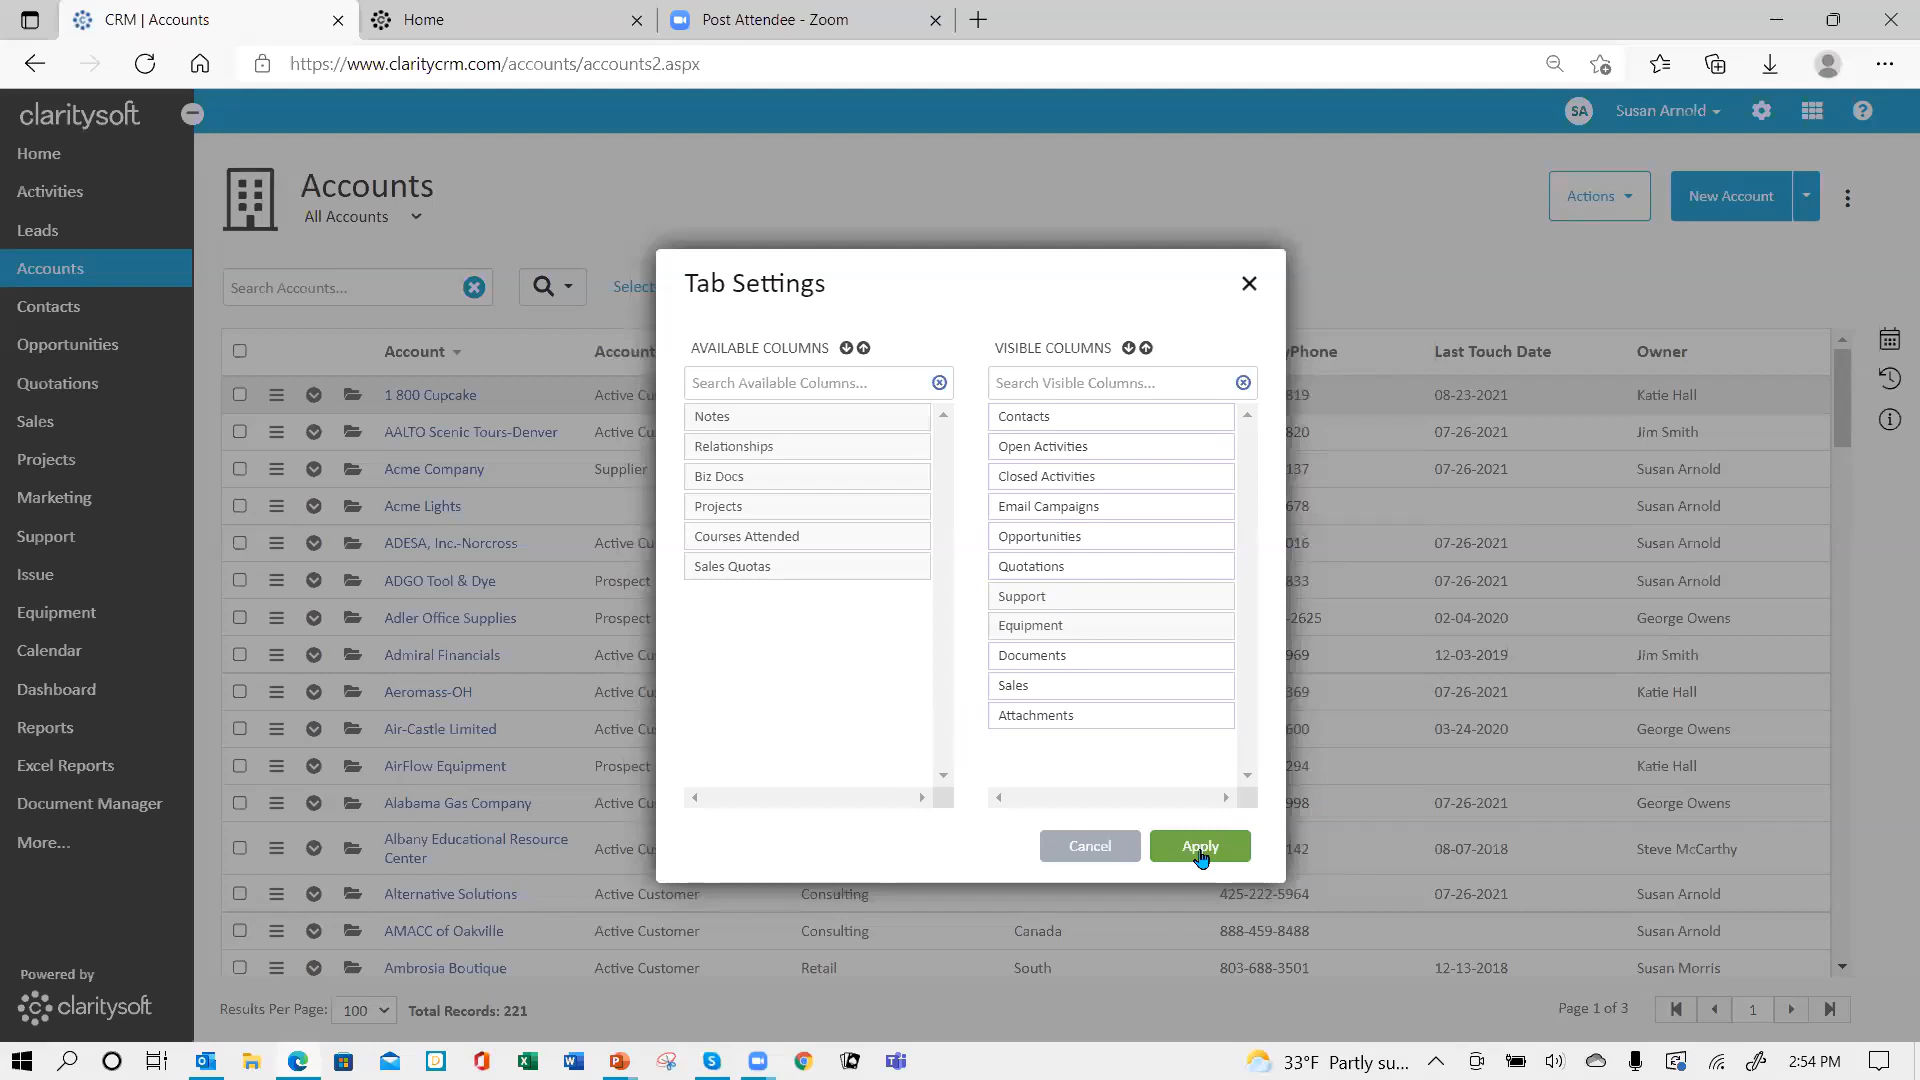 CRM | Accounts
Home
Post Attendee - Zoom
https://www.claritycrm.com/accounts/accounts2.aspx
claritysoft
SA
Susan Arnold
Home
Activities
Leads
Accounts
Contacts
Opportunities
Quotations
Sales
Projects
Marketing
Support
Issue
Equipment
Calendar
Dashboard
Reports
Excel Reports
Document Manager
More...
Powered by
claritysoft
Accounts
All Accounts
Actions
New Account
Search Accounts...
Select
Account Account Phone Last Touch Date Owner
1 800 Cupcake Active Cu 819 08-23-2021 Katie Hall
AALTO Scenic Tours-Denver Active Cu 820 07-26-2021 Jim Smith
Acme Company Supplier 137 07-26-2021 Susan Arnold
Acme Lights 678 Susan Arnold
ADESA, Inc.-Norcross Active Cu 016 07-26-2021 Susan Arnold
ADGO Tool & Dye Prospect 833 07-26-2021 Susan Arnold
Adler Office Supplies Prospect -2625 02-04-2020 George Owens
Admiral Financials Active Cu 969 12-03-2019 Jim Smith
Aeromass-OH Active Cu 369 07-26-2021 Katie Hall
Air-Castle Limited Active Cu 600 03-24-2020 George Owens
AirFlow Equipment Prospect 294 Katie Hall
Alabama Gas Company Active Cu 998 07-26-2021 George Owens
Albany Educational Resource
Center Active Cu 142 08-07-2018 Steve McCarthy
Alternative Solutions Active Customer Consulting 425-222-5964 07-26-2021 Susan Arnold
AMACC of Oakville Active Customer Consulting Canada 888-459-8488 Susan Arnold
Ambrosia Boutique Active Customer Retail South 803-688-3501 12-13-2018 Susan Morris
Results Per Page: 100 Total Records: 221
Page 1 of 3 1
Tab Settings
AVAILABLE COLUMNS
Search Available Columns...
Notes
Relationships
Biz Docs
Projects
Courses Attended
Sales Quotas
VISIBLE COLUMNS
Search Visible Columns...
Contacts
Open Activities
Closed Activities
Email Campaigns
Opportunities
Quotations
Support
Equipment
Documents
Sales
Attachments
Cancel
Apply
33°F Partly su...
2:54 PM